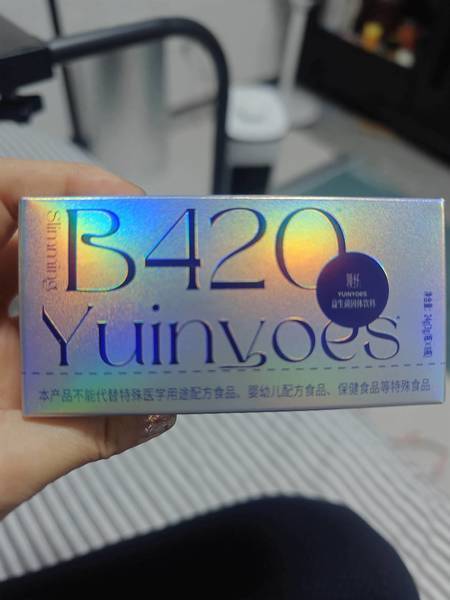 slimming
B420
Yuinyoes
YUINYOES
益生菌固体饮料
本产品不能代替特殊医学用途配方食品、婴幼儿配方食品、保健食品等特殊食品